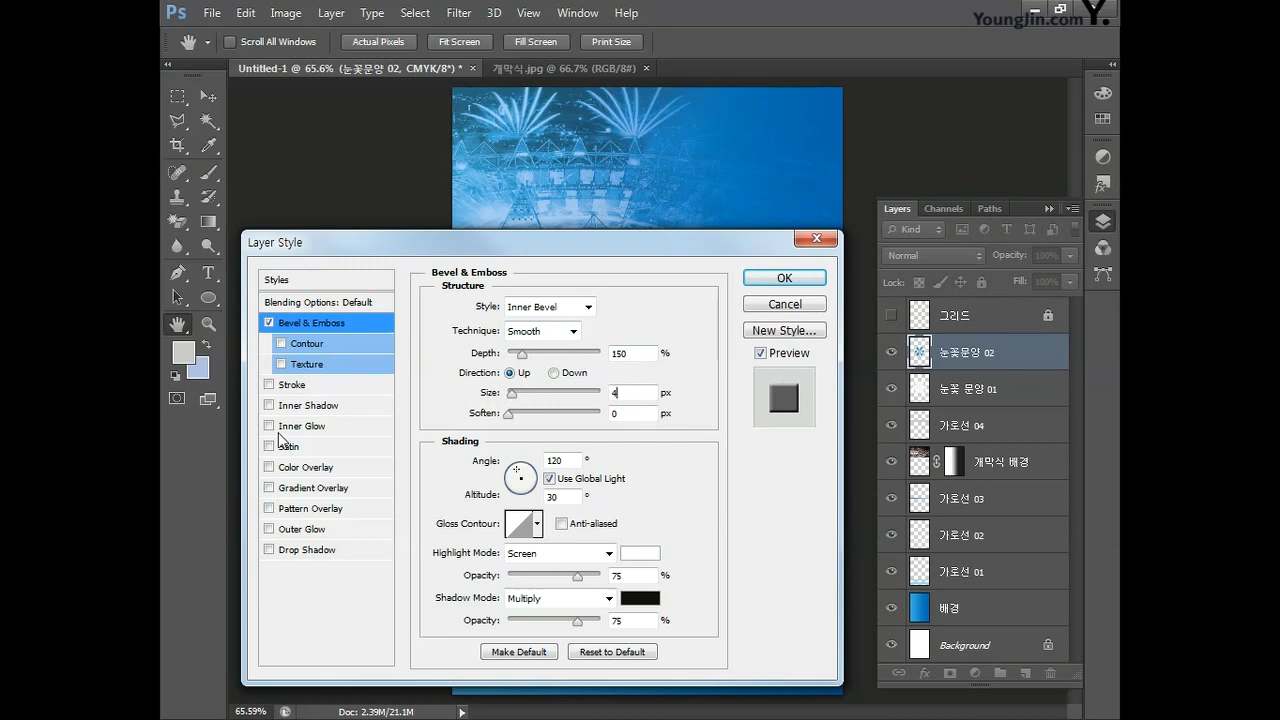 Ps File Edit Image Layer Type Select Filter 3D View Window Help
YoungJin.com Y.
Scroll All Windows Actual Pixels Fit Screen Fill Screen Print Size
Untitled-1 @ 65.6% (눈꽃문양 02, CMYK/8*) * × 개막식.jpg @ 66.7% (RGB/8#) ×
Layer Style
Styles
Blending Options: Default
Bevel & Emboss
Contour
Texture
Stroke
Inner Shadow
Inner Glow
Satin
Color Overlay
Gradient Overlay
Pattern Overlay
Outer Glow
Drop Shadow
Bevel & Emboss
Structure
Style: Inner Bevel
Technique: Smooth
Depth: 150 %
Direction: Up Down
Size: 4 px
Soften: 0 px
Shading
Angle: 120 °
Use Global Light
Altitude: 30 °
Gloss Contour: Anti-aliased
Highlight Mode: Screen
Opacity: 75 %
Shadow Mode: Multiply
Opacity: 75 %
Make Default Reset to Default
OK
Cancel
New Style...
Preview
Layers Channels Paths
Kind
Normal Opacity: 100%
Lock: Fill: 100%
그리드
눈꽃문양 02
눈꽃 문양 01
가로선 04
개막식 배경
가로선 03
가로선 02
가로선 01
배경
Background
65.59% Doc: 2.39M/21.1M